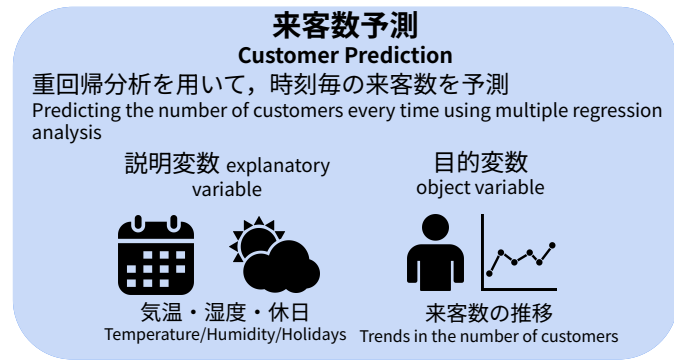 来客数予測
Customer Prediction
重回帰分析を用いて，時刻毎の来客数を予測
Predicting the number of customers every time using multiple regression
analysis
説明変数 explanatory
variable
目的変数
object variable
気温・湿度・休日
Temperature/Humidity/Holidays
来客数の推移
Trends in the number of customers